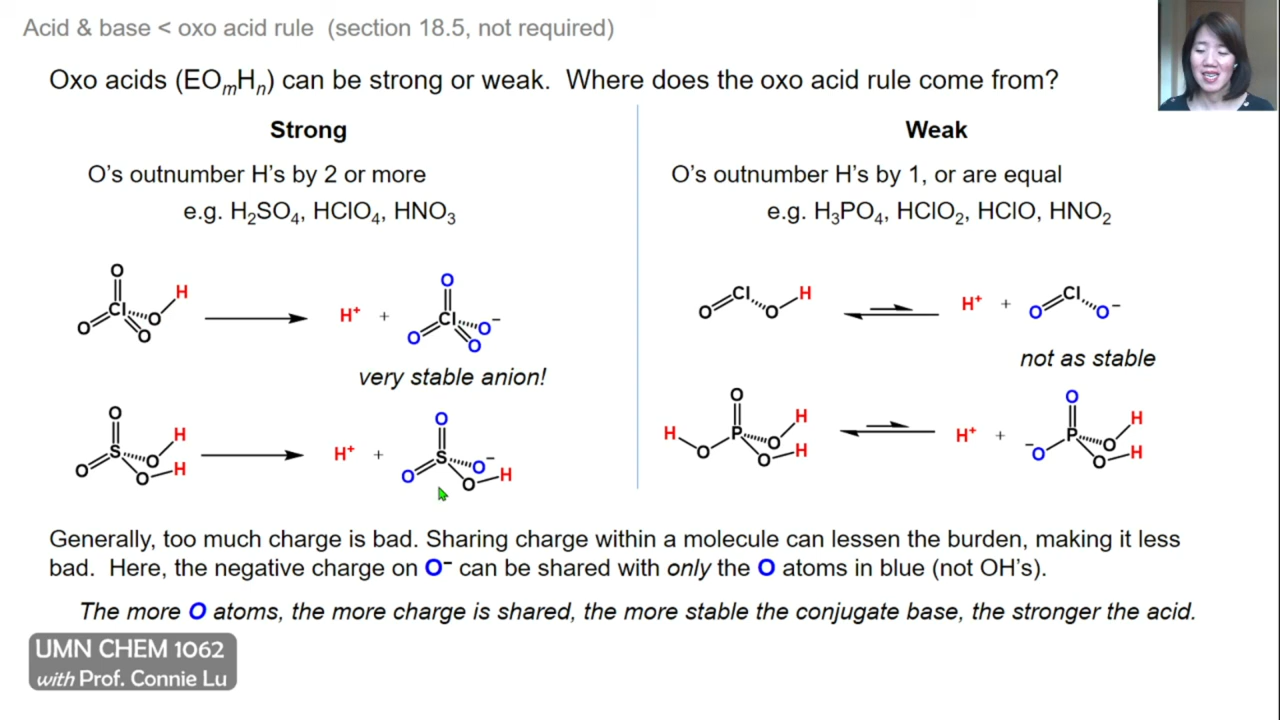 Acid & base < oxo acid rule (section 18.5, not required)
Oxo acids (EOₘHₙ) can be strong or weak. Where does the oxo acid rule come from?
Strong
O's outnumber H's by 2 or more
e.g. H₂SO₄, HClO₄, HNO₃
O
H
Cl
O
O
O
H⁺ +
O
Cl
O⁻
O
O
very stable anion!
O
H
S
O
O
O
H
H⁺ +
O
S
O⁻
O
O
H
Weak
O's outnumber H's by 1, or are equal
e.g. H₃PO₄, HClO₂, HClO, HNO₂
Cl
H
O
O
H⁺ +
Cl
O
O⁻
not as stable
O
H
H
P
O
O
O
H
H⁺ +
O
H
P
⁻O
O
O
H
Generally, too much charge is bad. Sharing charge within a molecule can lessen the burden, making it less
bad. Here, the negative charge on O⁻ can be shared with only the O atoms in blue (not OH's).
The more O atoms, the more charge is shared, the more stable the conjugate base, the stronger the acid.
UMN CHEM 1062
with Prof. Connie Lu